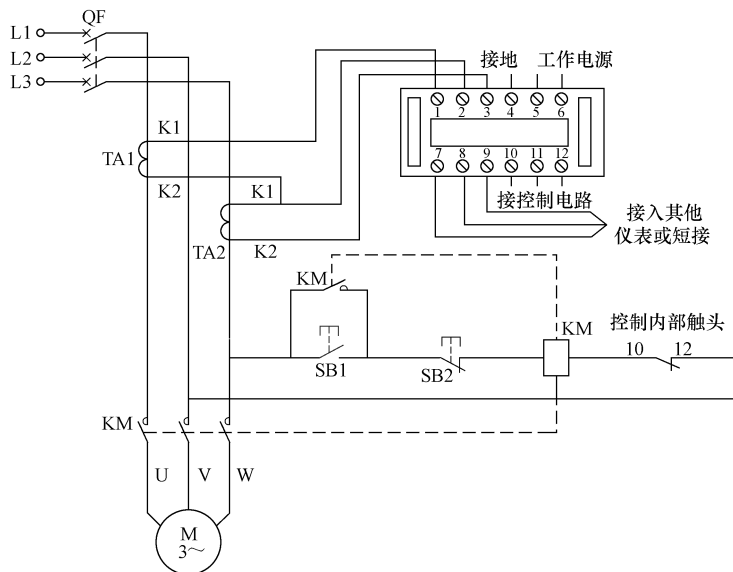 QF
L1
L2
L3
接地 工作电源
1 2 3 4 5 6
7 8 9 10 11 12
接控制电路
接入其他
仪表或短接
K1
TA1
K2
K1
TA2
K2
KM
SB1
SB2
KM
控制内部触头
10 12
KM
U V W
M
3～